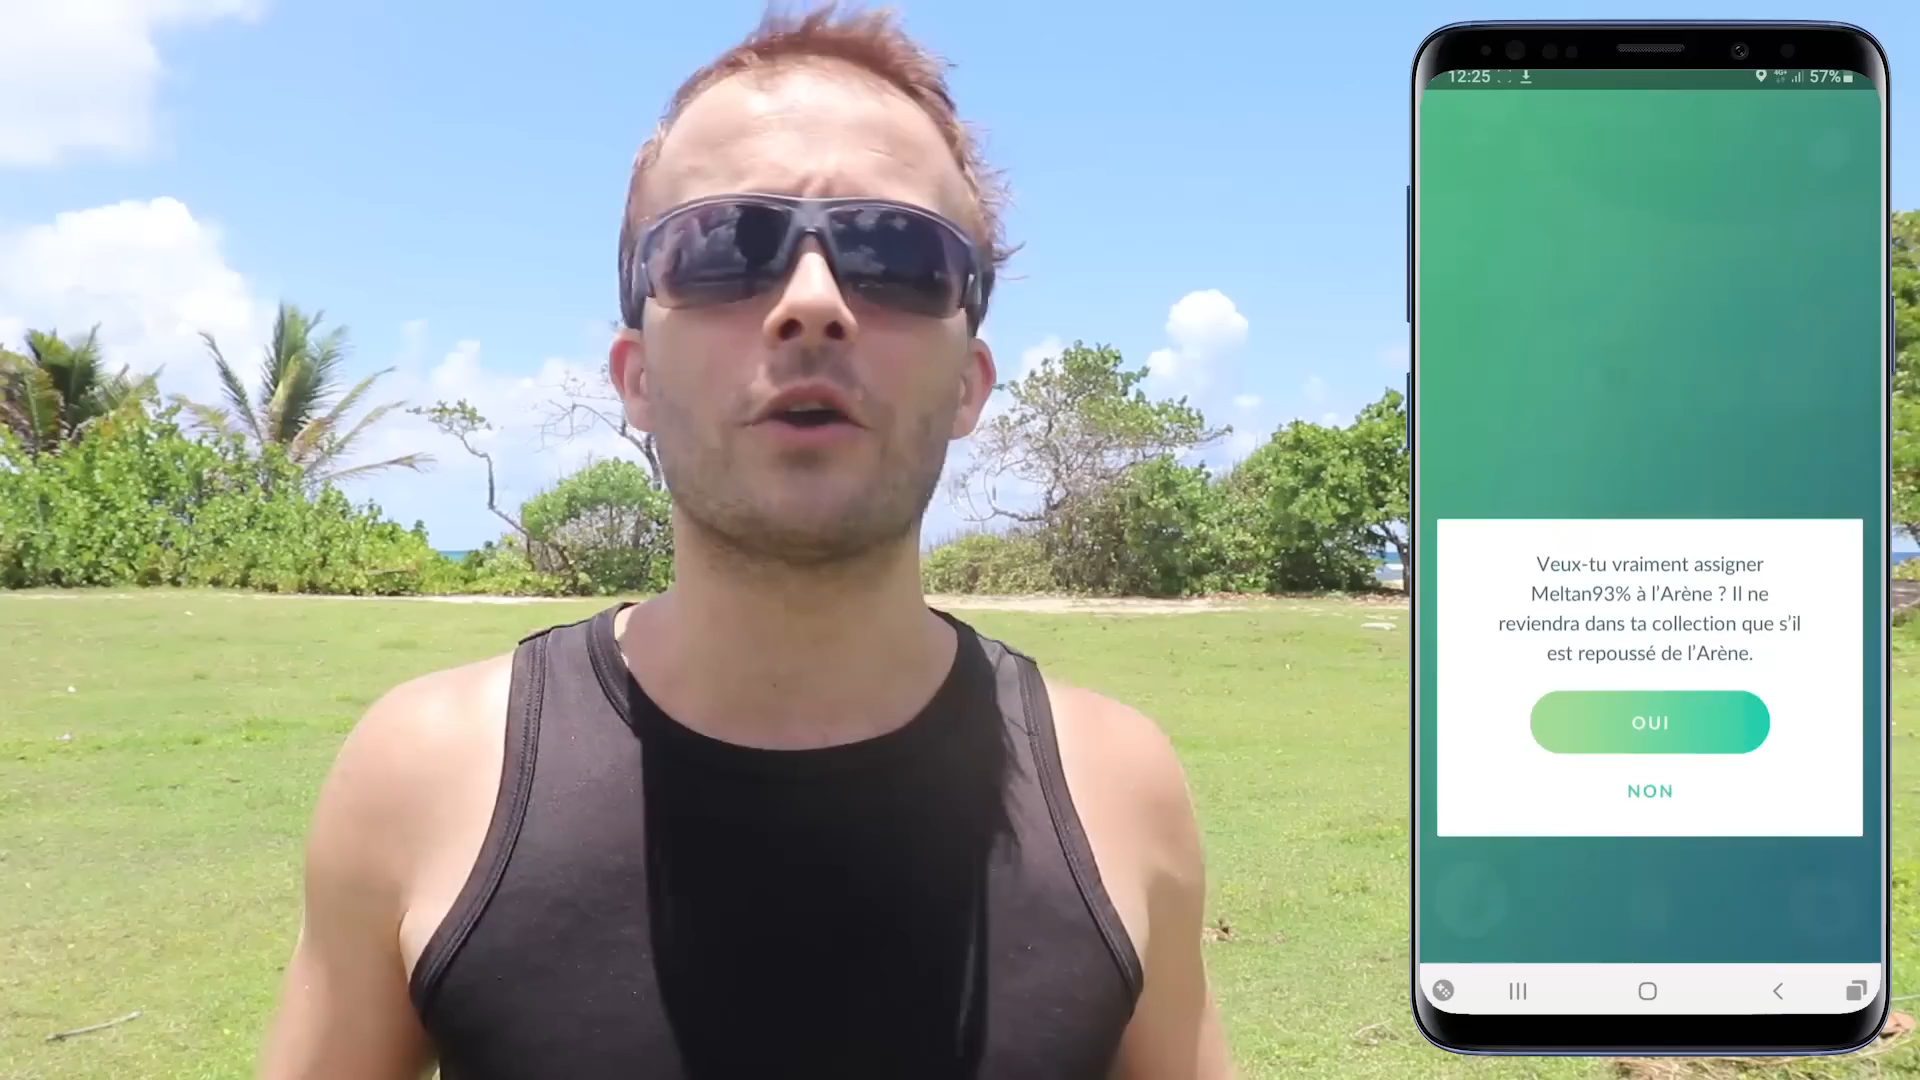 12:25
4G+
57%
Veux-tu vraiment assigner
Meltan93% à l’Arène ? Il ne
reviendra dans ta collection que s’il
est repoussé de l’Arène.
OUI
NON